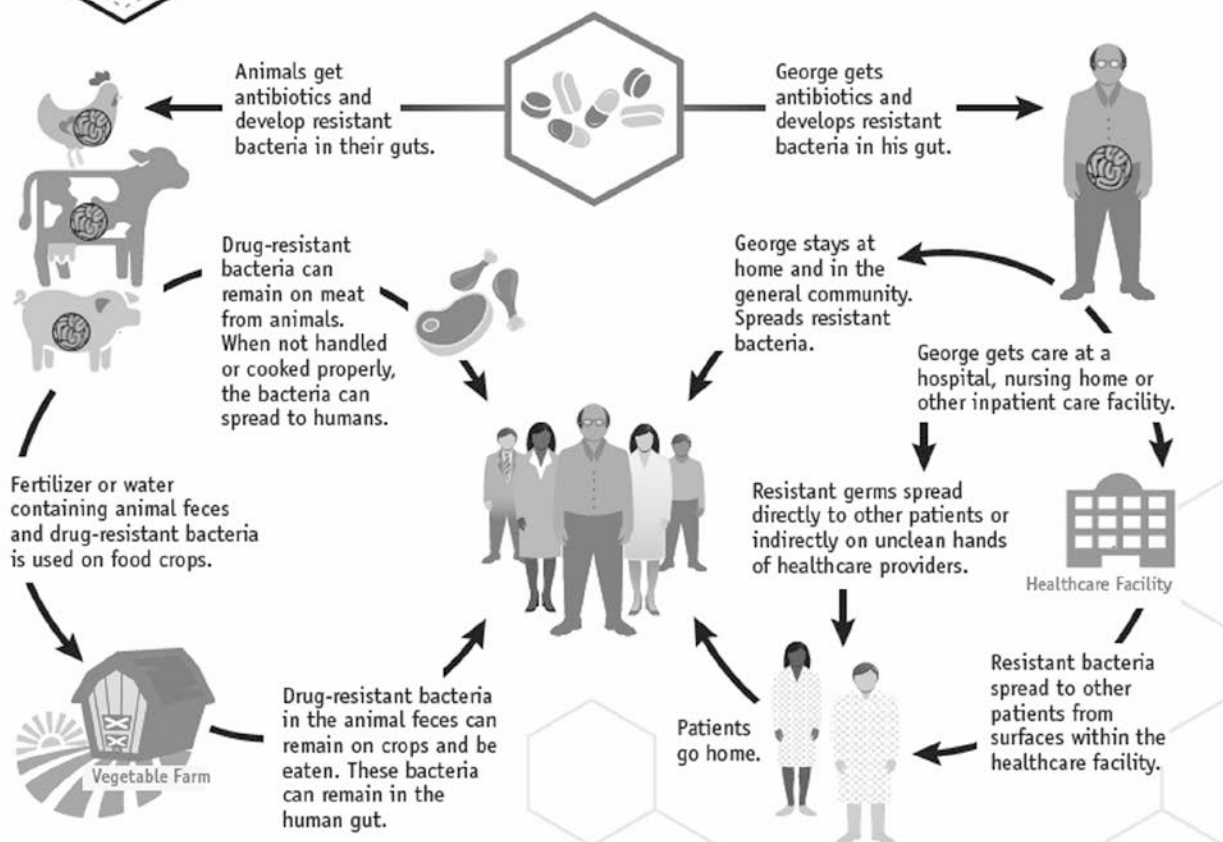 Animals get
antibiotics and
develop resistant
bacteria in their guts.
George gets
antibiotics and
develops resistant
bacteria in his gut.
Drug-resistant
bacteria can
remain on meat
from animals.
When not handled
or cooked properly,
the bacteria can
spread to humans.
George stays at
home and in the
general community.
Spreads resistant
bacteria.
George gets care at a
hospital, nursing home or
other inpatient care facility.
Fertilizer or water
containing animal feces
and drug-resistant bacteria
is used on food crops.
Resistant germs spread
directly to other patients or
indirectly on unclean hands
of healthcare providers.
Healthcare Facility
Vegetable Farm
Drug-resistant bacteria
in the animal feces can
remain on crops and be
eaten. These bacteria
can remain in the
human gut.
Patients
go home.
Resistant bacteria
spread to other
patients from
surfaces within the
healthcare facility.